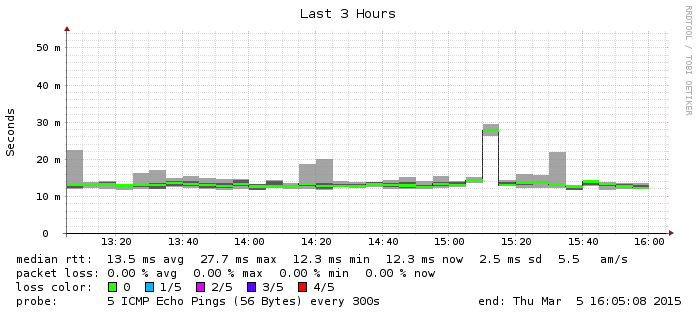 Last 3 Hours
RRDTOOL / TOBI OETIKER
Seconds
50 m
40 m
30 m
20 m
10 m
0
13:20 13:40 14:00 14:20 14:40 15:00 15:20 15:40 16:00
median rtt: 13.5 ms avg 27.7 ms max 12.3 ms min 12.3 ms now 2.5 ms sd 5.5 am/s
packet loss: 0.00 % avg 0.00 % max 0.00 % min 0.00 % now
loss color: 0 1/5 2/5 3/5 4/5
probe: 5 ICMP Echo Pings (56 Bytes) every 300s end: Thu Mar 5 16:05:08 2015